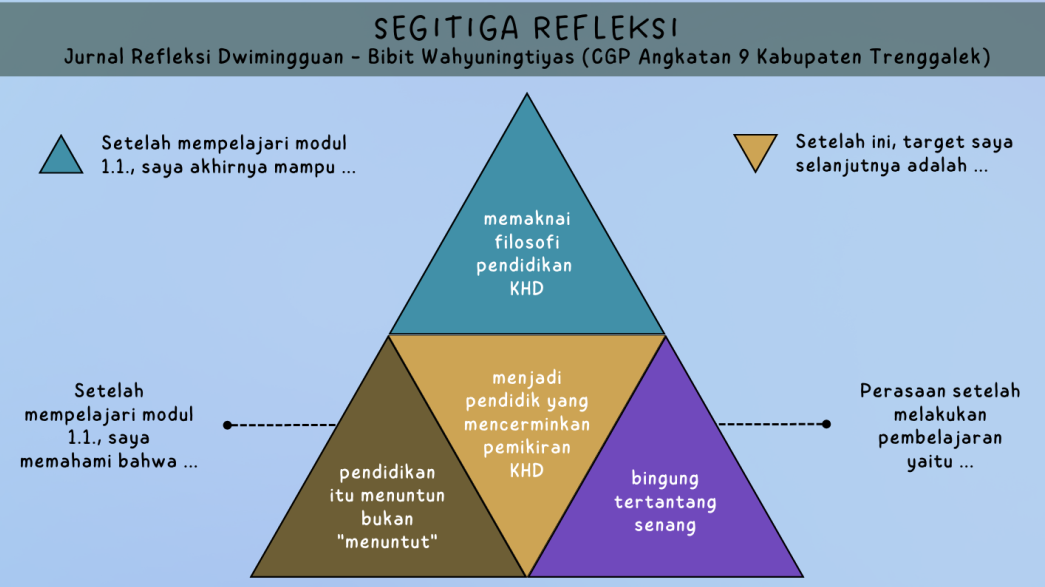 SEGITIGA REFLEKSI
Jurnal Refleksi Dwimingguan - Bibit Wahyuningtiyas (CGP Angkatan 9 Kabupaten Trenggalek)
Setelah mempelajari modul
1.1., saya akhirnya mampu ...
Setelah ini, target saya
selanjutnya adalah ...
memaknai
filosofi
pendidikan
KHD
Setelah
mempelajari modul
1.1., saya
memahami bahwa ...
menjadi
pendidik yang
mencerminkan
pemikiran
KHD
Perasaan setelah
melakukan
pembelajaran
yaitu ...
pendidikan
itu menuntun
bukan
"menuntut"
bingung
tertantang
senang